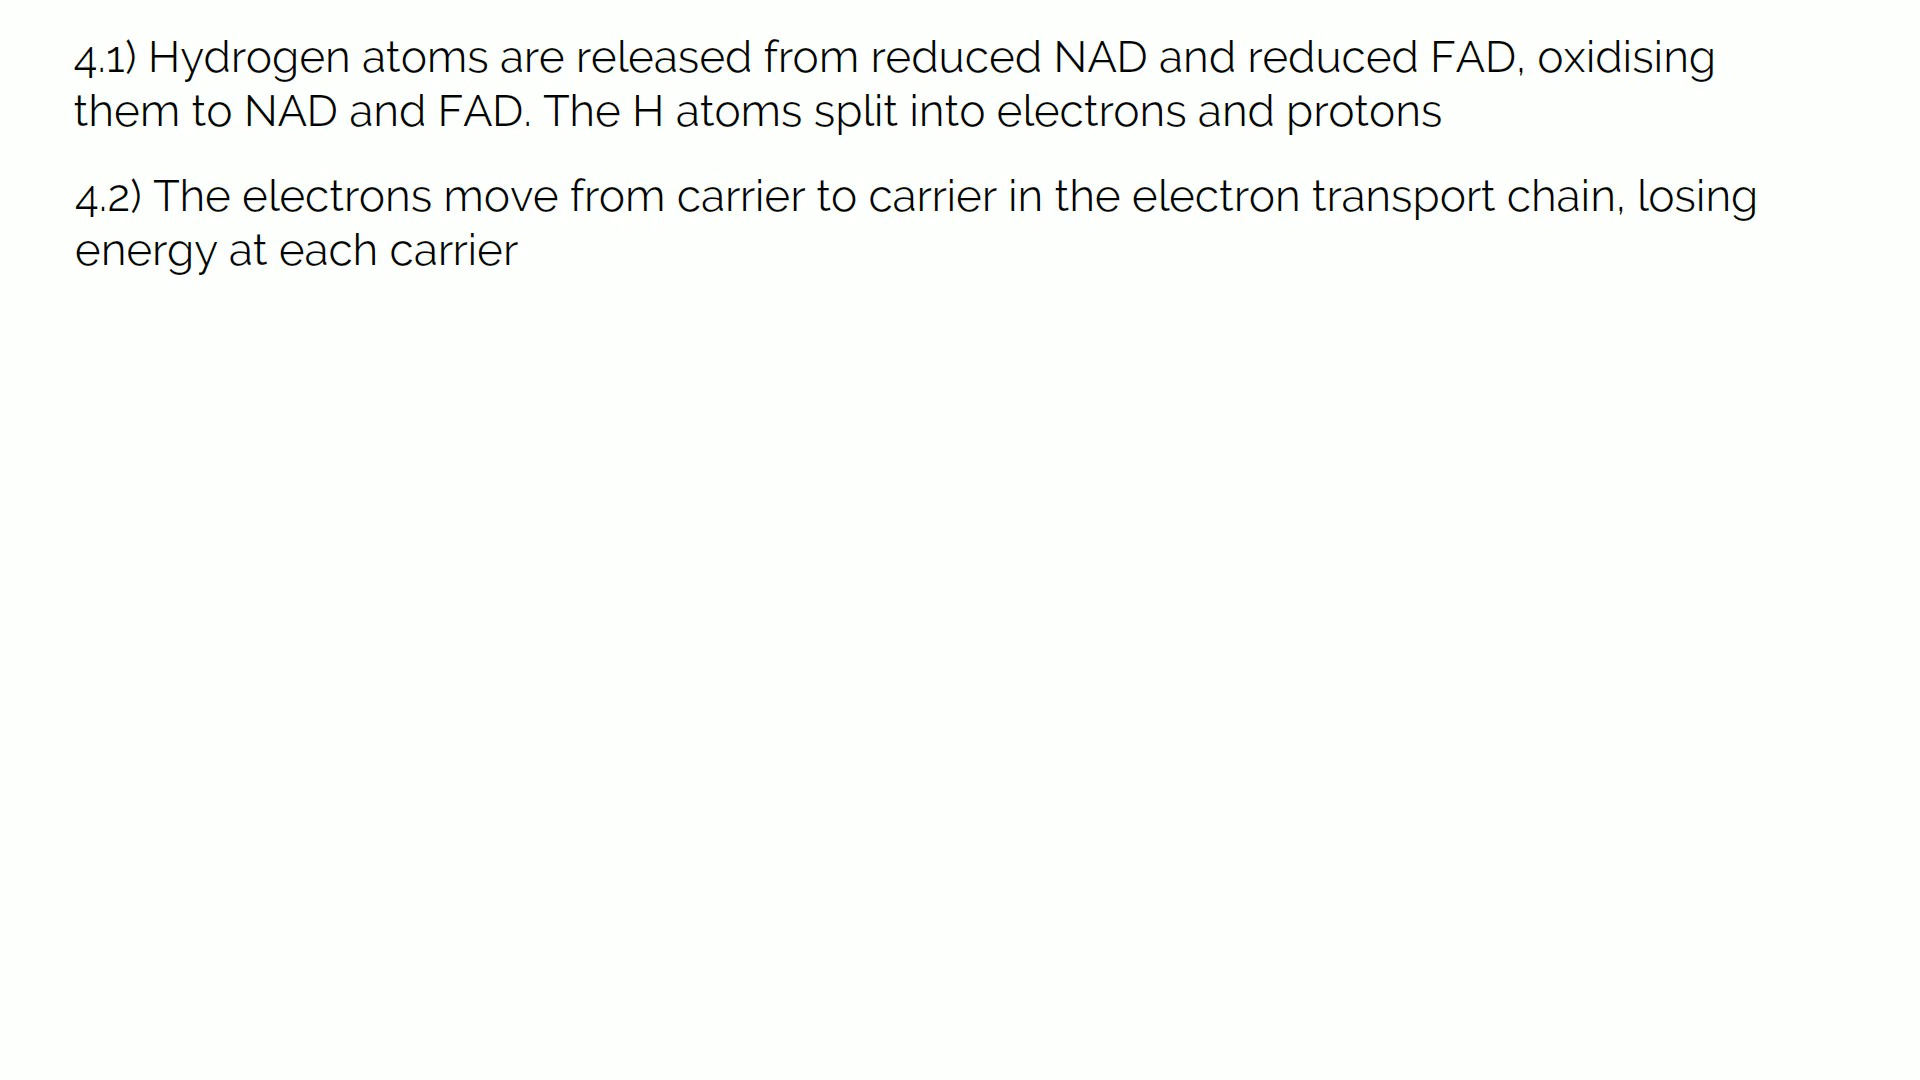 4.1) Hydrogen atoms are released from reduced NAD and reduced FAD, oxidising
them to NAD and FAD. The H atoms split into electrons and protons
4.2) The electrons move from carrier to carrier in the electron transport chain, losing
energy at each carrier